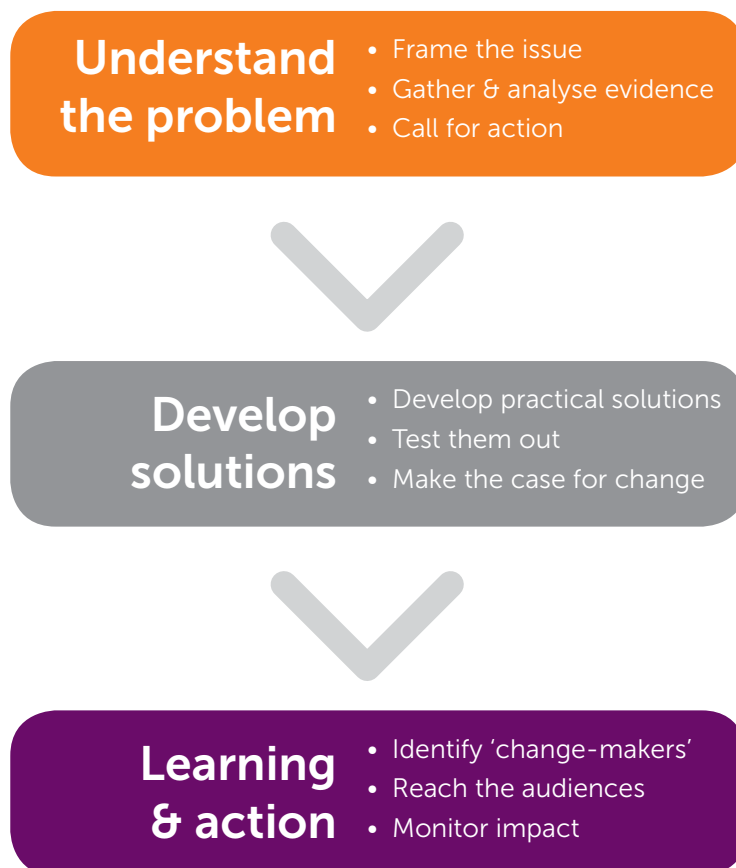 Understand
the problem
• Frame the issue
• Gather & analyse evidence
• Call for action
Develop
solutions
• Develop practical solutions
• Test them out
• Make the case for change
Learning
& action
• Identify ‘change-makers’
• Reach the audiences
• Monitor impact